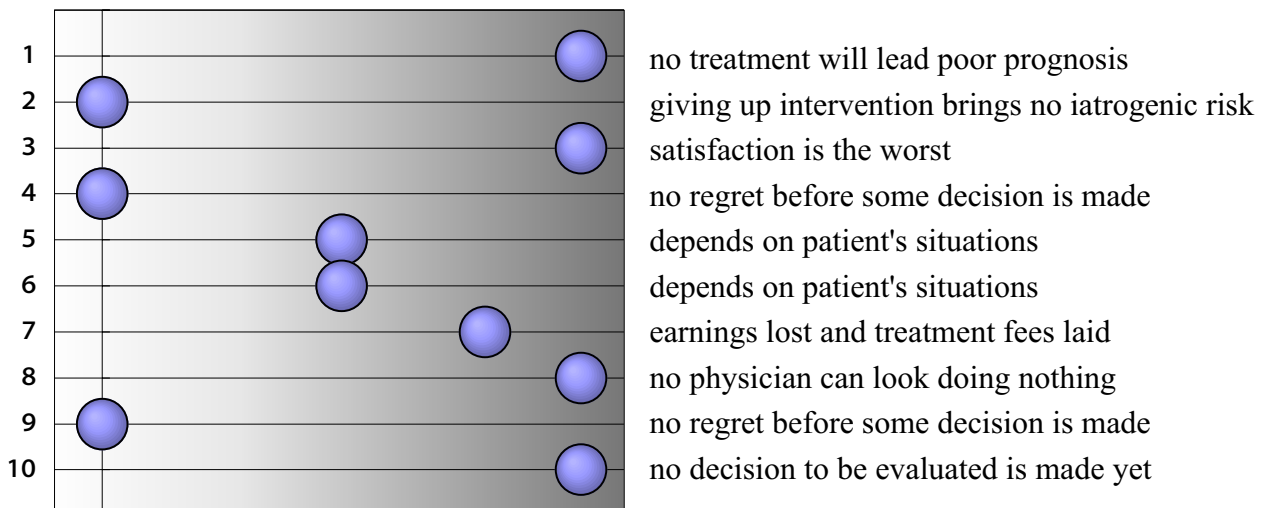 1 no treatment will lead poor prognosis
2 giving up intervention brings no iatrogenic risk
3 satisfaction is the worst
4 no regret before some decision is made
5 depends on patient's situations
6 depends on patient's situations
7 earnings lost and treatment fees laid
8 no physician can look doing nothing
9 no regret before some decision is made
10 no decision to be evaluated is made yet